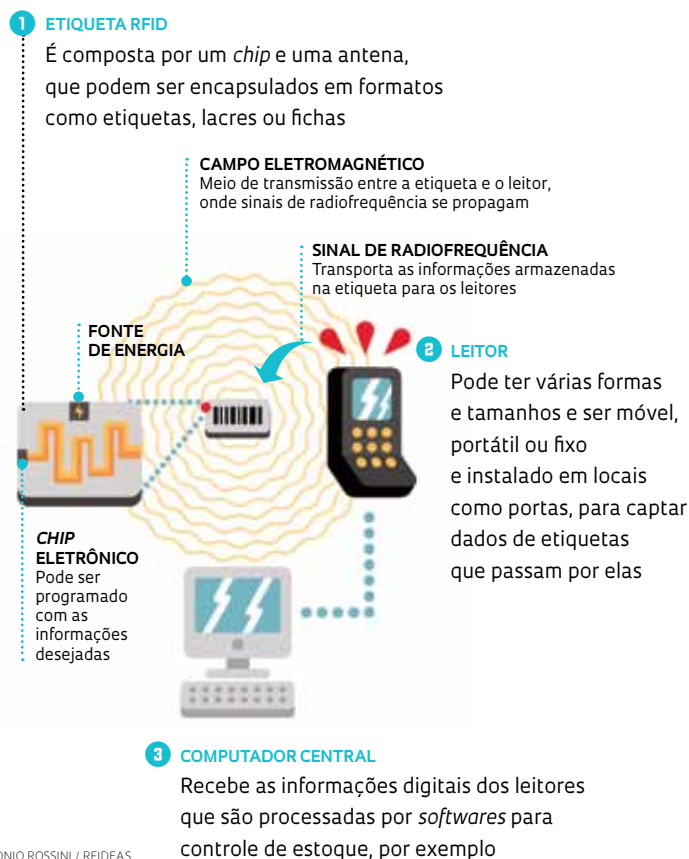 1 ETIQUETA RFID
É composta por um chip e uma antena,
que podem ser encapsulados em formatos
como etiquetas, lacres ou fichas
CAMPO ELETROMAGNÉTICO
Meio de transmissão entre a etiqueta e o leitor,
onde sinais de radiofrequência se propagam
SINAL DE RADIOFREQUÊNCIA
Transporta as informações armazenadas
na etiqueta para os leitores
FONTE
DE ENERGIA
2 LEITOR
Pode ter várias formas
e tamanhos e ser móvel,
portátil ou fixo
e instalado em locais
como portas, para captar
dados de etiquetas
que passam por elas
CHIP
ELETRÔNICO
Pode ser
programado
com as
informações
desejadas
3 COMPUTADOR CENTRAL
Recebe as informações digitais dos leitores
que são processadas por softwares para
controle de estoque, por exemplo
ROSSINI /